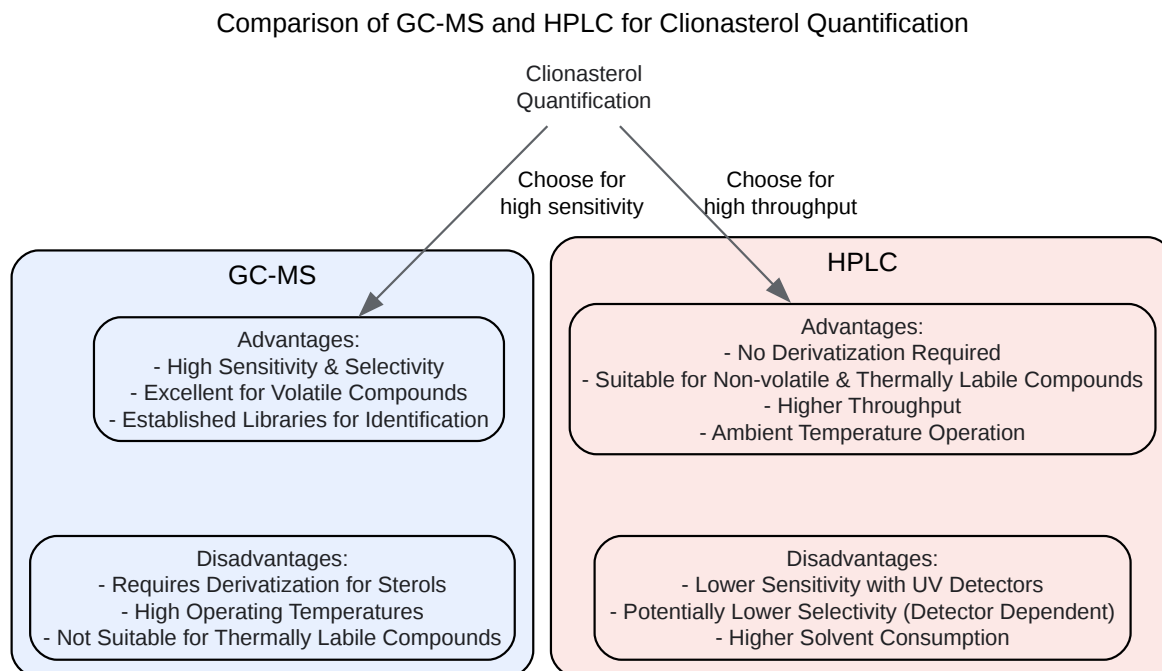 Comparison of GC-MS and HPLC for Clionasterol Quantification
Clionasterol
Quantification
Choose for
high sensitivity
Choose for
high throughput
GC-MS
Advantages:
- High Sensitivity & Selectivity
- Excellent for Volatile Compounds
- Established Libraries for Identification
Disadvantages:
- Requires Derivatization for Sterols
- High Operating Temperatures
- Not Suitable for Thermally Labile Compounds
HPLC
Advantages:
- No Derivatization Required
- Suitable for Non-volatile & Thermally Labile Compounds
- Higher Throughput
- Ambient Temperature Operation
Disadvantages:
- Lower Sensitivity with UV Detectors
- Potentially Lower Selectivity (Detector Dependent)
- Higher Solvent Consumption